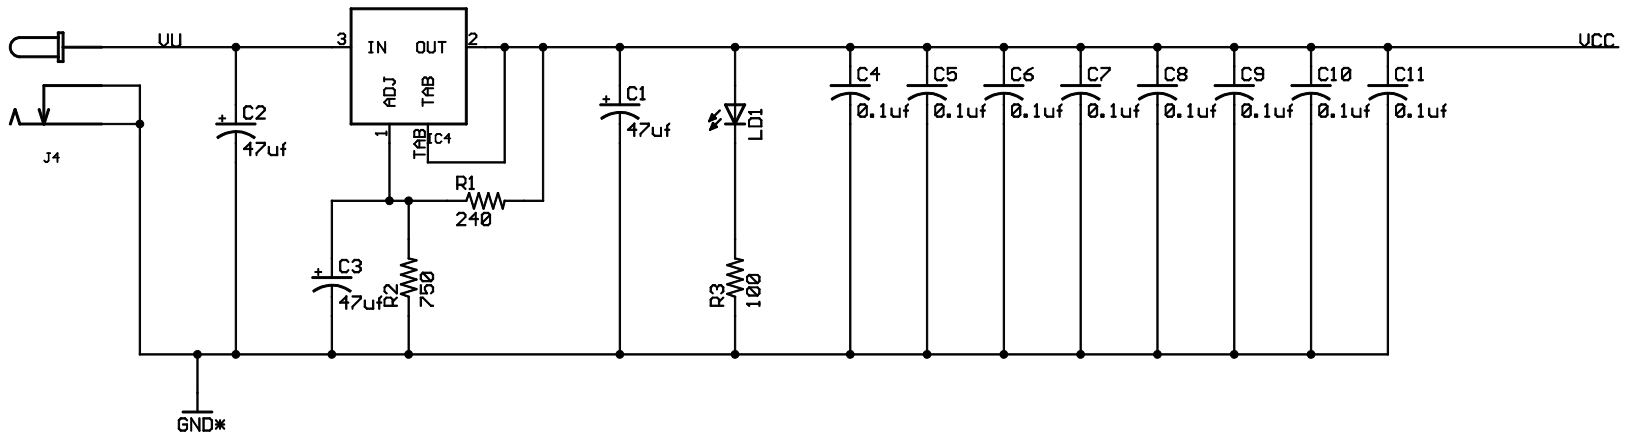 VU
3
IN
OUT
2
VCC
ADJ
TAB
1
TAB
IC4
J4
+
C2
47uf
R1
240
+
C3
47uf
R2
750
+
C1
47uf
LD1
R3
100
C4
0.1uf
C5
0.1uf
C6
0.1uf
C7
0.1uf
C8
0.1uf
C9
0.1uf
C10
0.1uf
C11
0.1uf
GND*